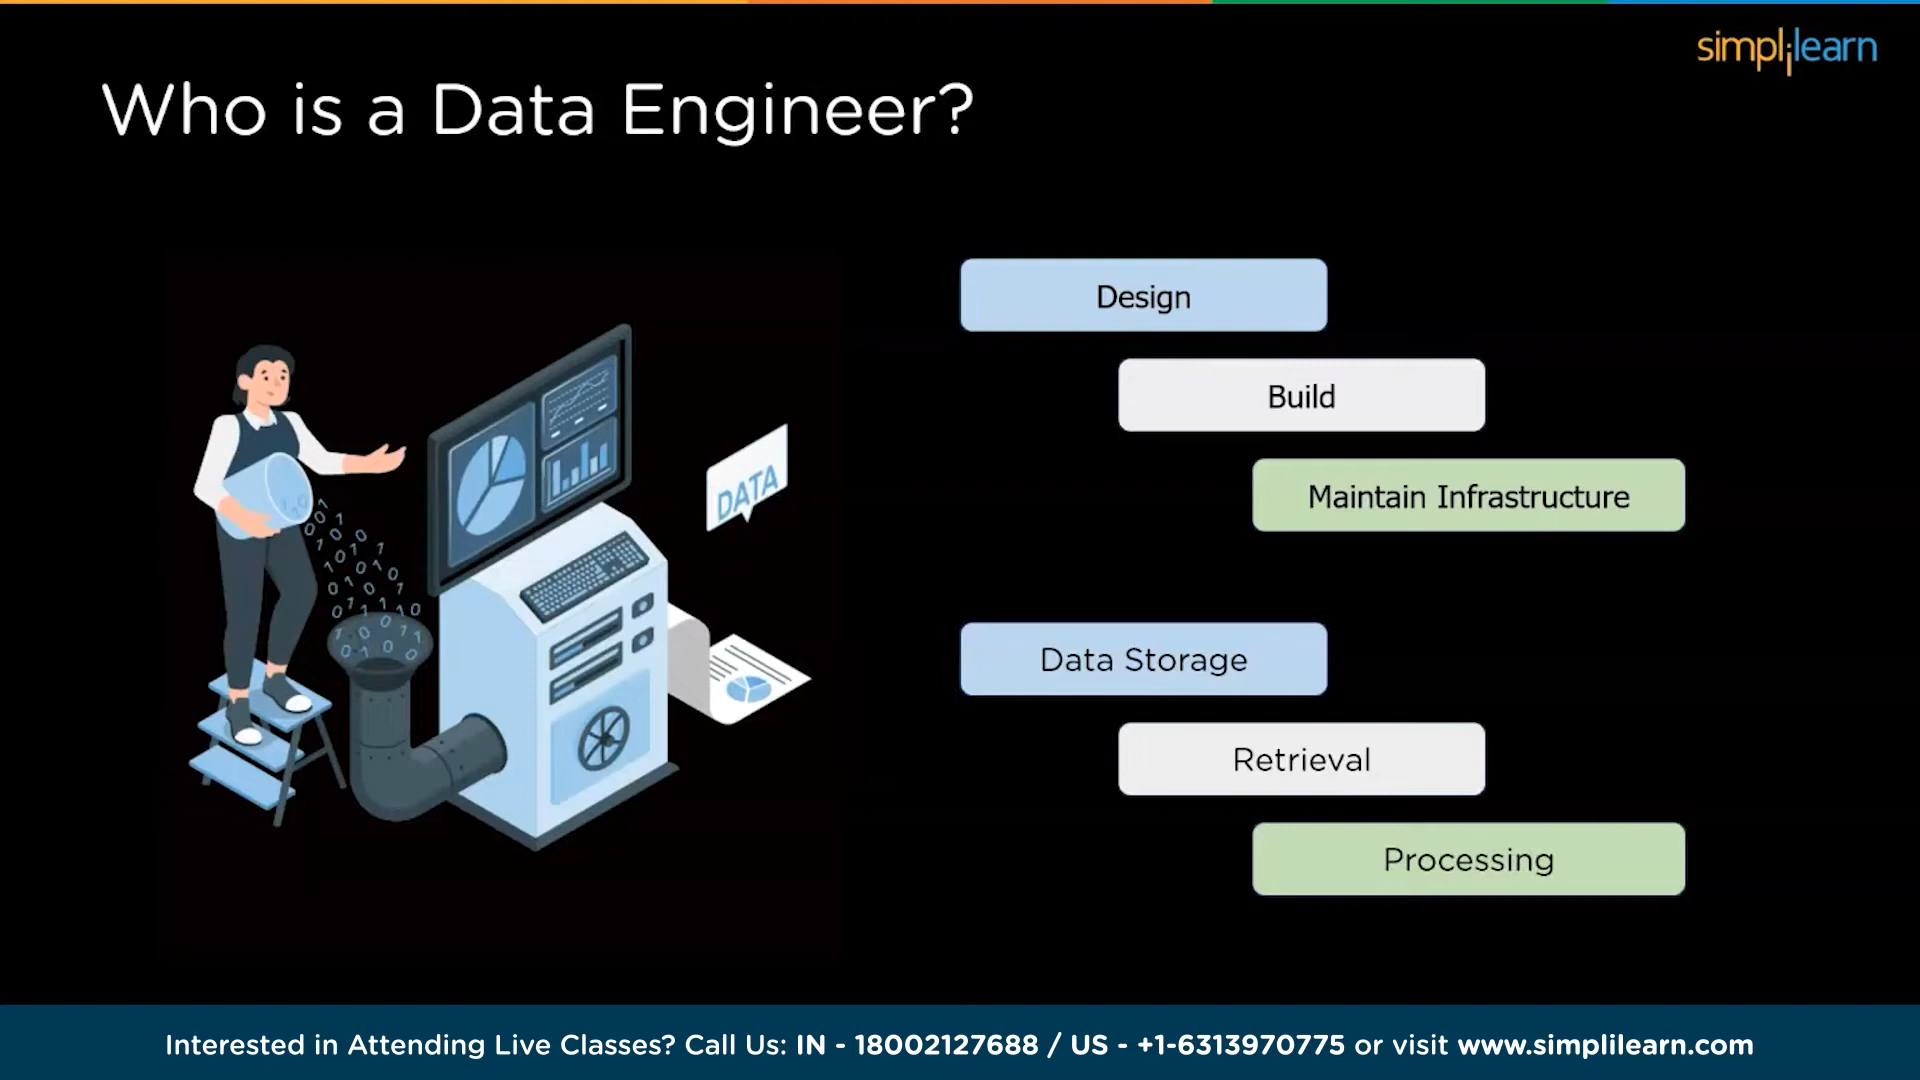 simplilearn
Who is a Data Engineer?
Design
Build
Maintain Infrastructure
DATA
Data Storage
Retrieval
Processing
Interested in Attending Live Classes? Call Us: IN - 18002127688 / US - +1-6313970775 or visit www.simplilearn.com